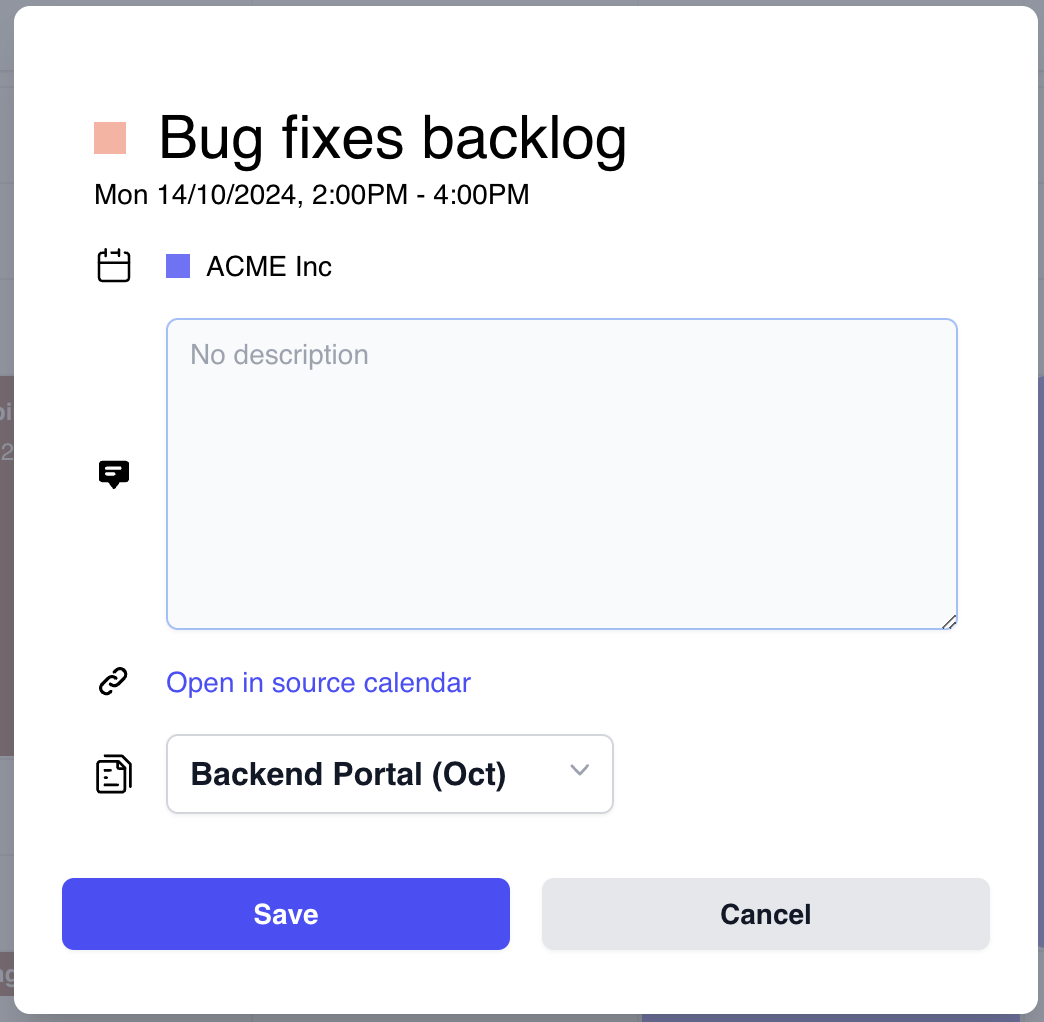 Bug fixes backlog
Mon 14/10/2024, 2:00PM - 4:00PM
ACME Inc
No description
Open in source calendar
Backend Portal (Oct)
Save
Cancel